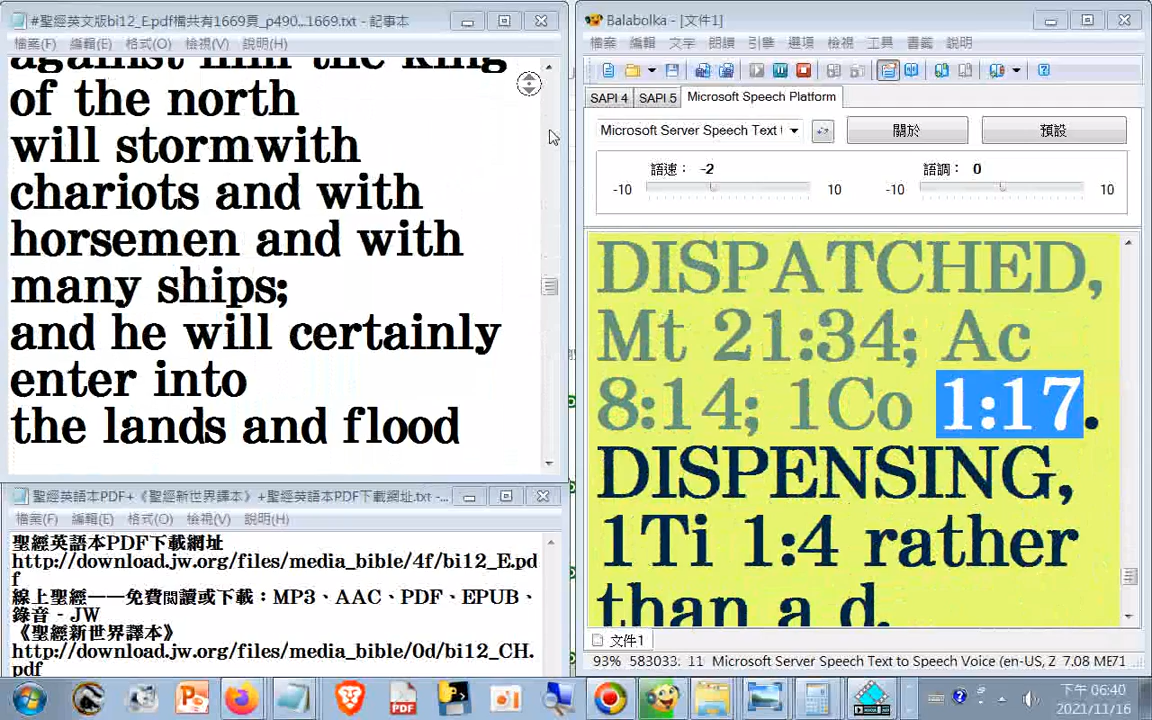 #聖經英文版bi12_Epdf檔共有1669頁_p490...1669.txt - 記事本
檔案(F) 編輯(E) 格式(O) 檢視(V) 說明(H)
against him the king
of the north
will stormwith
chariots and with
horsemen and with
many ships;
and he will certainly
enter into
the lands and flood
聖經英語本PDF+《聖經新世界譯本》+聖經英語本PDF下載網址.txt - ...
檔案(F) 編輯(E) 格式(O) 檢視(V) 說明(H)
聖經英語本PDF下載網址
http://download.jw.org/files/media_bible/4f/bi12_E.pd
f
線上聖經——免費閱讀或下載：MP3、AAC、PDF、EPUB、
錄音 - JW
《聖經新世界譯本》
http://download.jw.org/files/media_bible/0d/bi12_CH.
pdf
Balabolka - [文件1]
檔案 編輯 文字 朗讀 引擎 選項 檢視 工具 書籤 說明
SAPI 4 SAPI 5 Microsoft Speech Platform
Microsoft Server Speech Text 關於 預設
語速： -2 語調： 0
-10 10 -10 10
DISPATCHED,
Mt 21:34; Ac
8:14; 1Co 1:17.
DISPENSING,
1Ti 1:4 rather
than a d.
文件1
93% 583033: 11 Microsoft Server Speech Text to Speech Voice (en-US, Z 7.08 ME71
下午 06:40
2021/11/16